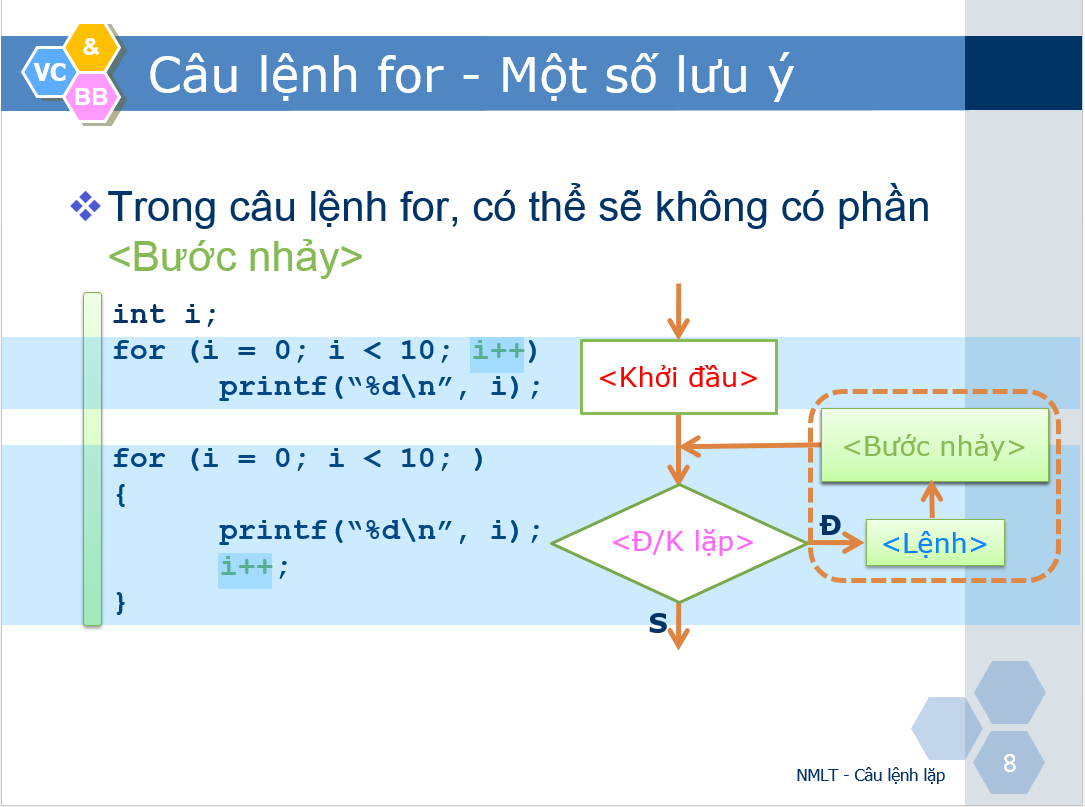 &
VC
BB
Câu lệnh for - Một số lưu ý
Trong câu lệnh for, có thể sẽ không có phần
<Bước nhảy>
int i;
for (i = 0; i < 10; i++)
printf(“%d\n”, i);
for (i = 0; i < 10; )
{
printf(“%d\n”, i);
i++;
}
<Khởi đầu>
<Bước nhảy>
<Đ/K lặp>
Đ
<Lệnh>
S
NMLT - Câu lệnh lặp
8